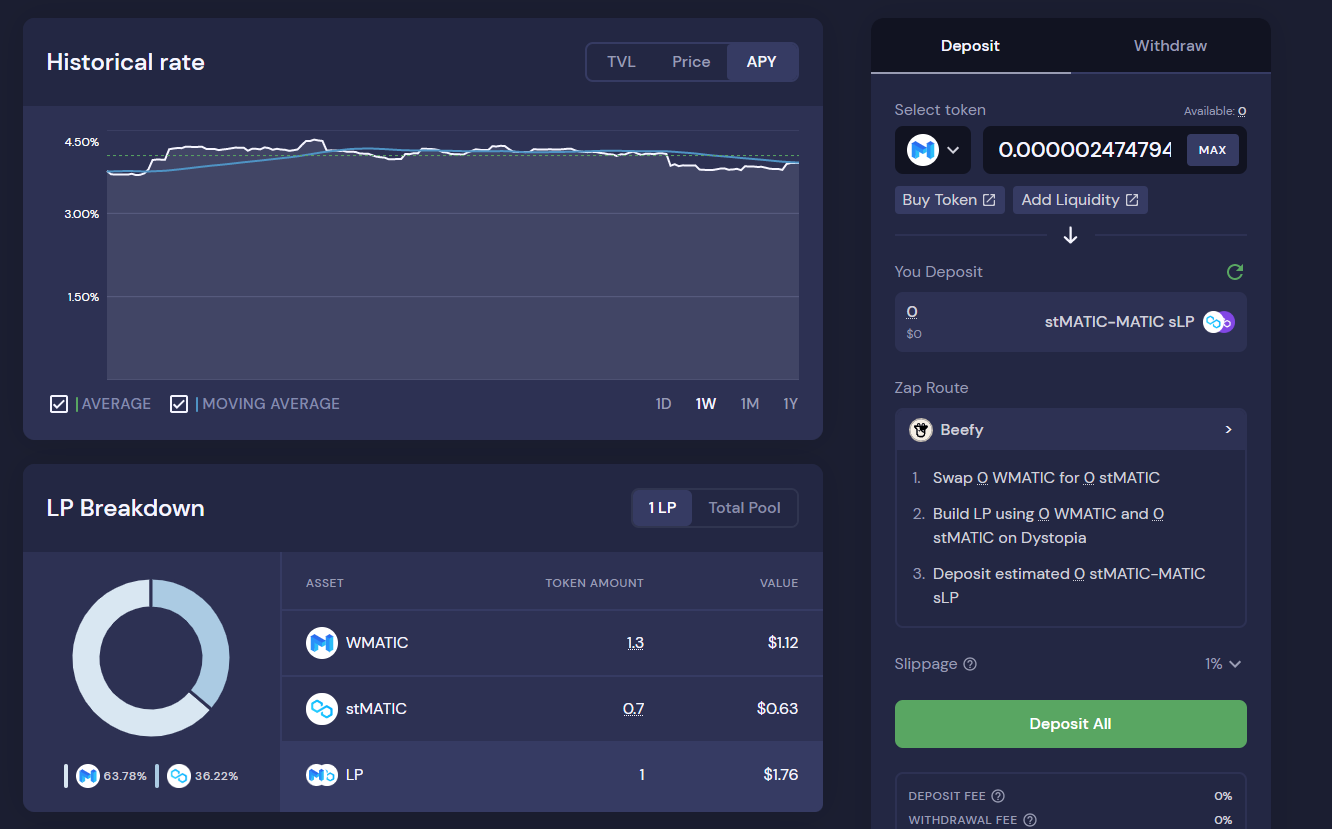 Historical rate
TVL Price APY
4.50%
3.00%
1.50%
AVERAGE MOVING AVERAGE
1D 1W 1M 1Y
LP Breakdown
1 LP Total Pool
ASSET TOKEN AMOUNT VALUE
WMATIC 1.3 $1.12
stMATIC 0.7 $0.63
LP 1 $1.76
63.78% 36.22%
Deposit Withdraw
Select token Available: 0
0.000002474794 MAX
Buy Token Add Liquidity
You Deposit
0
$0
stMATIC-MATIC sLP
Zap Route
Beefy
1. Swap 0 WMATIC for 0 stMATIC
2. Build LP using 0 WMATIC and 0
stMATIC on Dystopia
3. Deposit estimated 0 stMATIC-MATIC
sLP
Slippage 1%
Deposit All
DEPOSIT FEE 0%
WITHDRAWAL FEE 0%